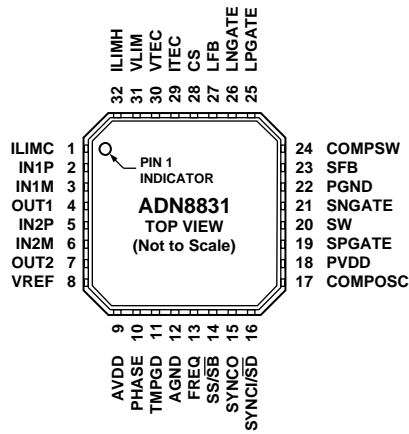 32 ILIMH
31 VLIM
30 VTEC
29 ITEC
28 CS
27 LFB
26 LNGATE
25 LPGATE
ILIMC 1
IN1P 2
IN1M 3
OUT1 4
IN2P 5
IN2M 6
OUT2 7
VREF 8
PIN 1
INDICATOR
ADN8831
TOP VIEW
(Not to Scale)
24 COMPSW
23 SFB
22 PGND
21 SNGATE
20 SW
19 SPGATE
18 PVDD
17 COMPOSC
AVDD 9
PHASE 10
TMPGD 11
AGND 12
FREQ 13
SS/S̅B̅ 14
SYNCO 15
SYNCI/S̅D̅ 16